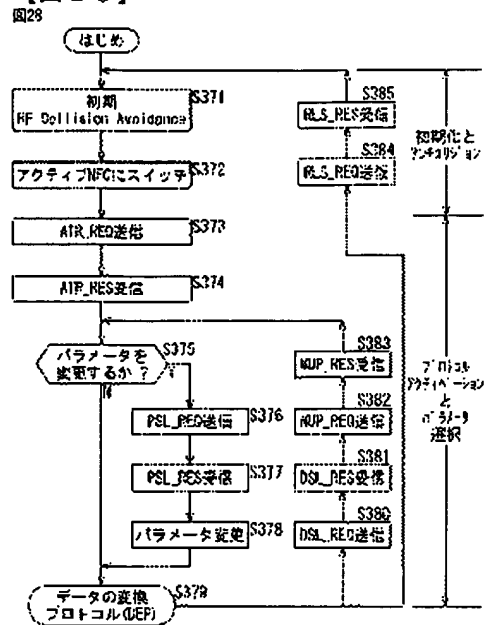 図28
はじめ
S371
初期
RF Collision Avoidance
S372
アクティブNFCにスイッチ
S373
ATR_REQ送信
S374
ATR_RES受信
S375
パラメータを
変更するか？
PSL_REQ送信 S376
PSL_RES受信 S377
パラメータ変更 S378
S379
データの変換
プロトコル(DEP)
S385
RLS_RES受信
S384
RLS_REQ送信
S383
WUP_RES受信
S382
WUP_REQ送信
S381
DSL_RES受信
S380
DSL_REQ送信
初期化と
アンチコリジョン
プロトコル
アクティベーション
と
パラメータ
選択